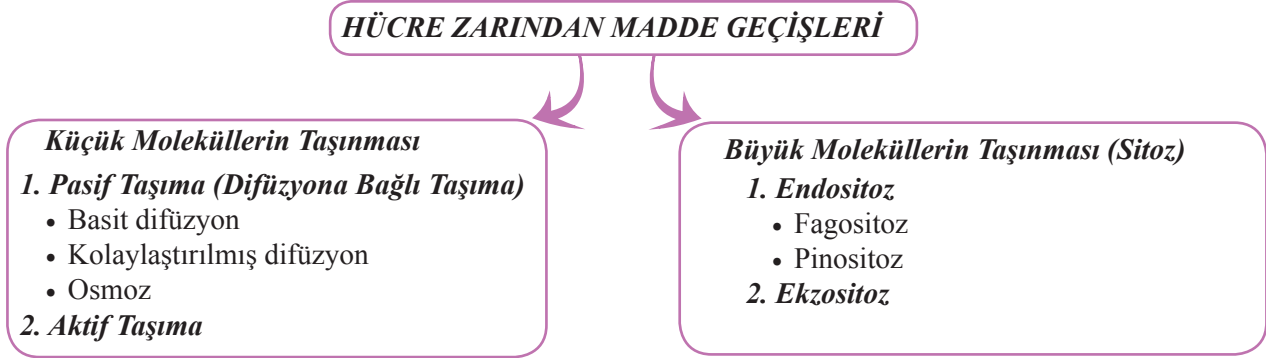 HÜCRE ZARINDAN MADDE GEÇİŞLERİ
Küçük Moleküllerin Taşınması
1. Pasif Taşıma (Difüzyona Bağlı Taşıma)
• Basit difüzyon
• Kolaylaştırılmış difüzyon
• Osmoz
2. Aktif Taşıma
Büyük Moleküllerin Taşınması (Sitoz)
1. Endositoz
• Fagositoz
• Pinositoz
2. Ekzositoz